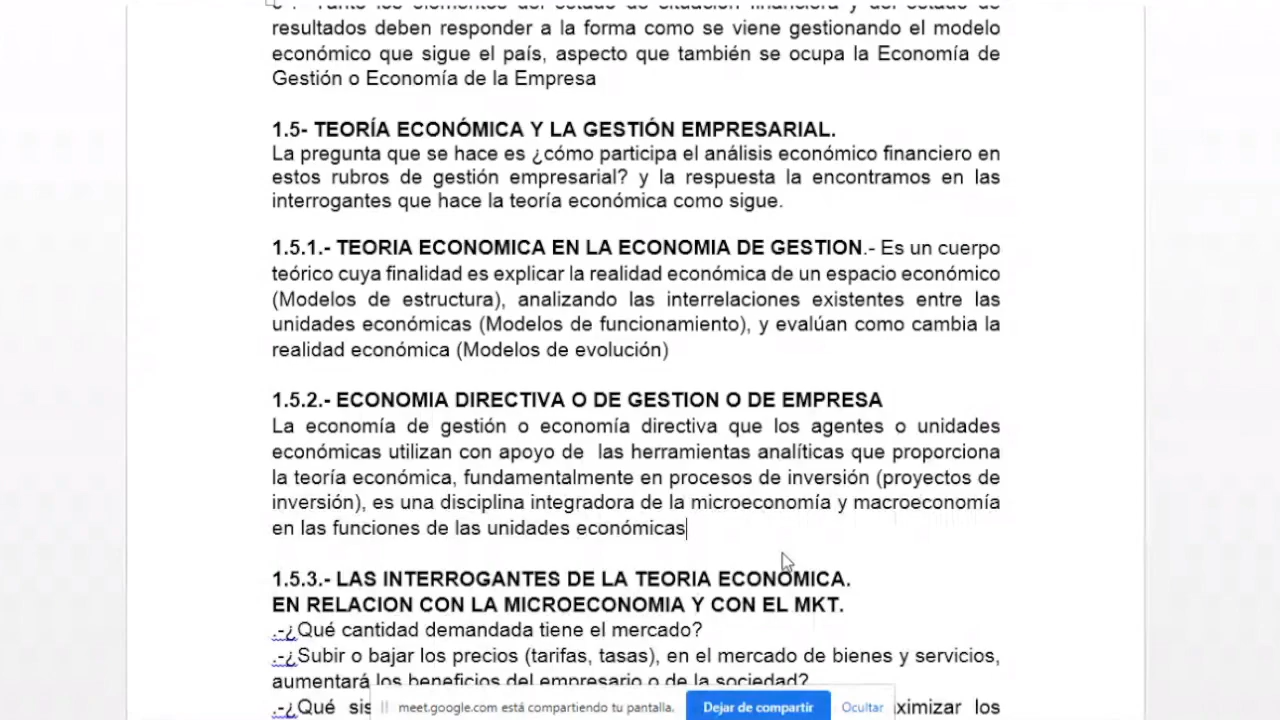 resultados deben responder a la forma como se viene gestionando el modelo
económico que sigue el país, aspecto que también se ocupa la Economía de
Gestión o Economía de la Empresa
1.5- TEORÍA ECONÓMICA Y LA GESTIÓN EMPRESARIAL.
La pregunta que se hace es ¿cómo participa el análisis económico financiero en
estos rubros de gestión empresarial? y la respuesta la encontramos en las
interrogantes que hace la teoría económica como sigue.
1.5.1.- TEORIA ECONOMICA EN LA ECONOMIA DE GESTION.- Es un cuerpo
teórico cuya finalidad es explicar la realidad económica de un espacio económico
(Modelos de estructura), analizando las interrelaciones existentes entre las
unidades económicas (Modelos de funcionamiento), y evalúan como cambia la
realidad económica (Modelos de evolución)
1.5.2.- ECONOMIA DIRECTIVA O DE GESTION O DE EMPRESA
La economía de gestión o economía directiva que los agentes o unidades
económicas utilizan con apoyo de las herramientas analíticas que proporciona
la teoría económica, fundamentalmente en procesos de inversión (proyectos de
inversión), es una disciplina integradora de la microeconomía y macroeconomía
en las funciones de las unidades económicas
1.5.3.- LAS INTERROGANTES DE LA TEORIA ECONOMICA.
EN RELACION CON LA MICROECONOMIA Y CON EL MKT.
.-¿Qué cantidad demandada tiene el mercado?
.-¿Subir o bajar los precios (tarifas, tasas), en el mercado de bienes y servicios,
aumentará los beneficios del empresario o de la sociedad?
.-¿Qué los
meet.google.com está compartiendo tu pantalla. Dejar de compartir Ocultar